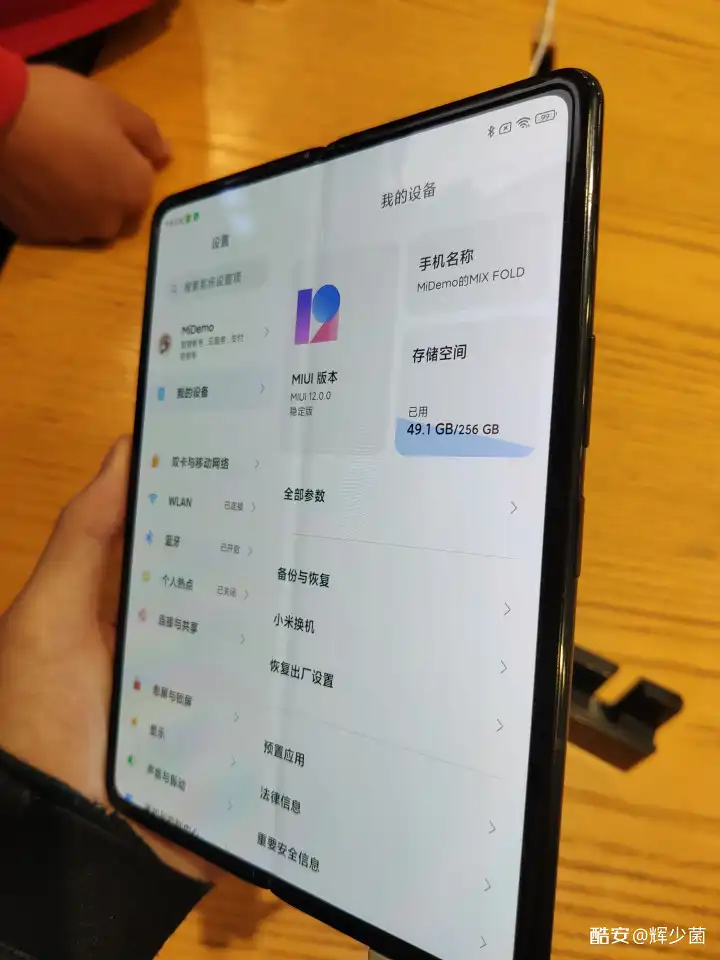 99
设置
搜索系统设置项
MiDemo
我的设备
双卡与移动网络
WLAN
已连接
蓝牙
已开启
个人热点
已关闭
连接与共享
息屏与锁屏
显示
声音与振动
我的设备
MIUI 版本
MIUI 12.0.0
稳定版
手机名称
MiDemo的MIX FOLD
存储空间
已用
49.1 GB/256 GB
全部参数
备份与恢复
小米换机
恢复出厂设置
预置应用
法律信息
重要安全信息
酷安@辉少菌